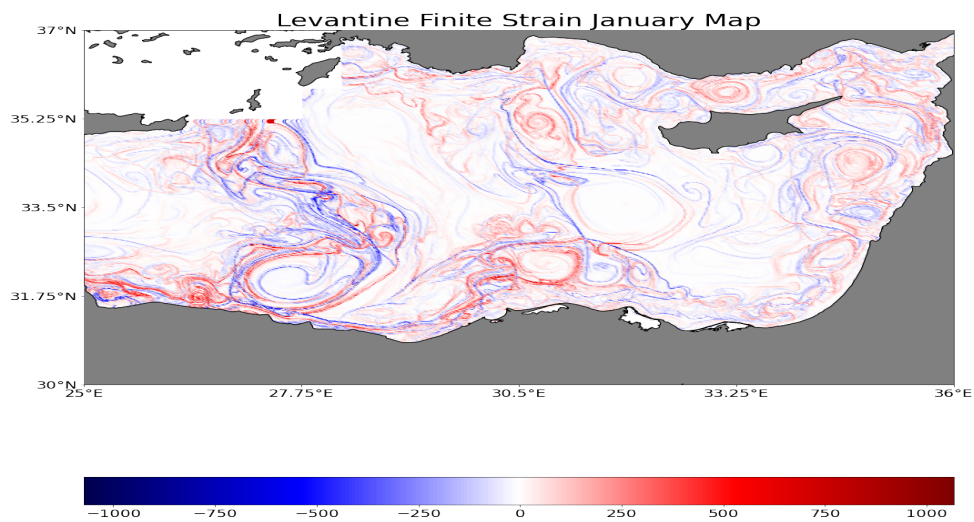 Levantine Finite Strain January Map
37°N
35.25°N
33.5°N
31.75°N
30°N
25°E 27.75°E 30.5°E 33.25°E 36°E
−1000 −750 −500 −250 0 250 500 750 1000